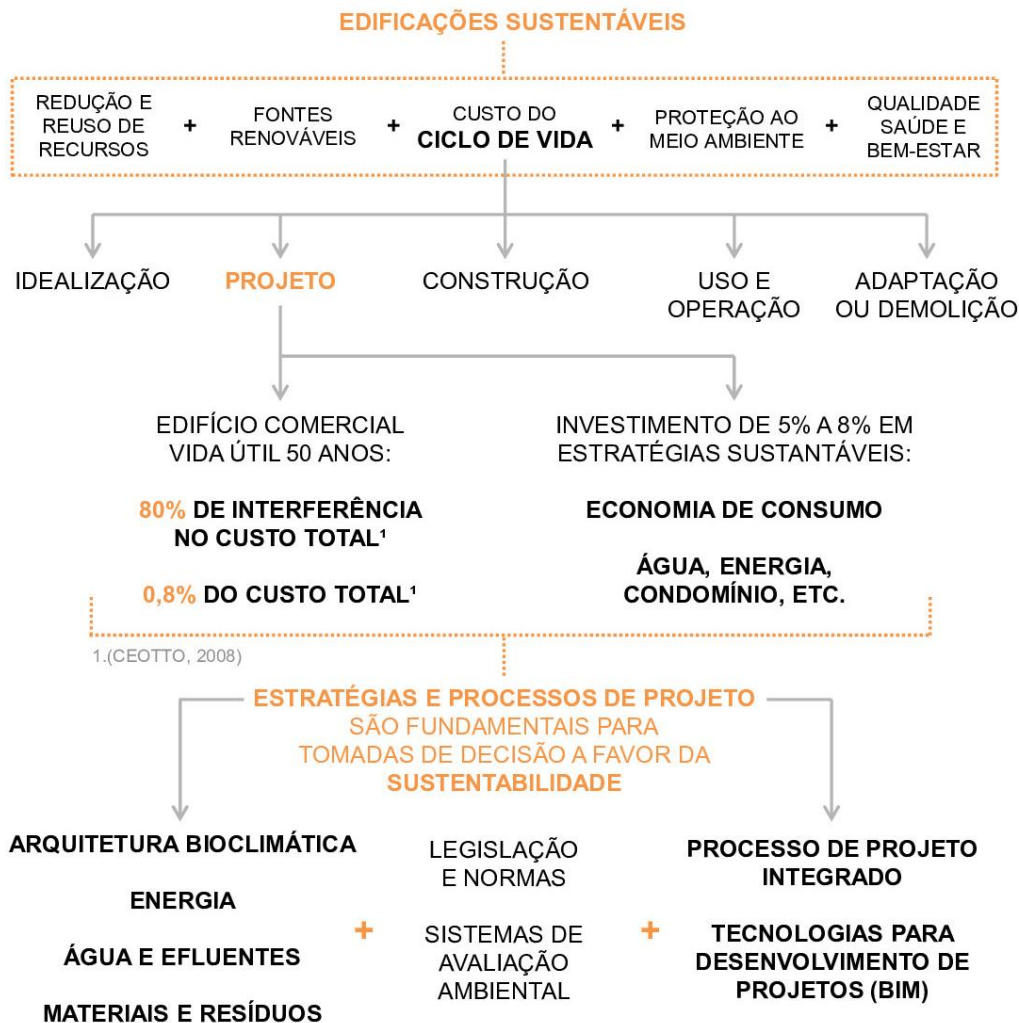 EDIFICAÇÕES SUSTENTÁVEIS
REDUÇÃO E
REUSO DE
RECURSOS
+
FONTES
RENOVÁVEIS
+
CUSTO DO
CICLO DE VIDA
+
PROTEÇÃO AO
MEIO AMBIENTE
+
QUALIDADE
SAÚDE E
BEM-ESTAR
IDEALIZAÇÃO
PROJETO
CONSTRUÇÃO
USO E
OPERAÇÃO
ADAPTAÇÃO
OU DEMOLIÇÃO
EDIFÍCIO COMERCIAL
VIDA ÚTIL 50 ANOS:
80% DE INTERFERÊNCIA
NO CUSTO TOTAL¹
0,8% DO CUSTO TOTAL¹
INVESTIMENTO DE 5% A 8% EM
ESTRATÉGIAS SUSTANTÁVEIS:
ECONOMIA DE CONSUMO
ÁGUA, ENERGIA,
CONDOMÍNIO, ETC.
1.(CEOTTO, 2008)
ESTRATÉGIAS E PROCESSOS DE PROJETO
SÃO FUNDAMENTAIS PARA
TOMADAS DE DECISÃO A FAVOR DA
SUSTENTABILIDADE
ARQUITETURA BIOCLIMÁTICA
ENERGIA
ÁGUA E EFLUENTES
MATERIAIS E RESÍDUOS
+
LEGISLAÇÃO
E NORMAS
SISTEMAS DE
AVALIAÇÃO
AMBIENTAL
+
PROCESSO DE PROJETO
INTEGRADO
TECNOLOGIAS PARA
DESENVOLVIMENTO DE
PROJETOS (BIM)